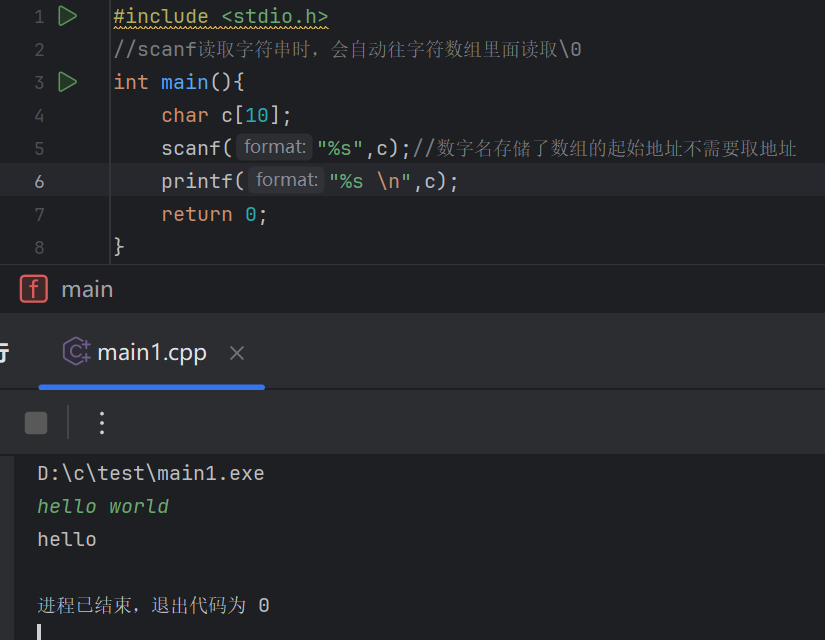 1 #include <stdio.h>
2 //scanf读取字符串时，会自动往字符数组里面读取\0
3 int main(){
4 char c[10];
5 scanf( format: "%s",c);//数字名存储了数组的起始地址不需要取地址
6 printf( format: "%s \n",c);
7 return 0;
8 }
f main
main1.cpp
D:\c\test\main1.exe
hello world
hello
进程已结束，退出代码为 0